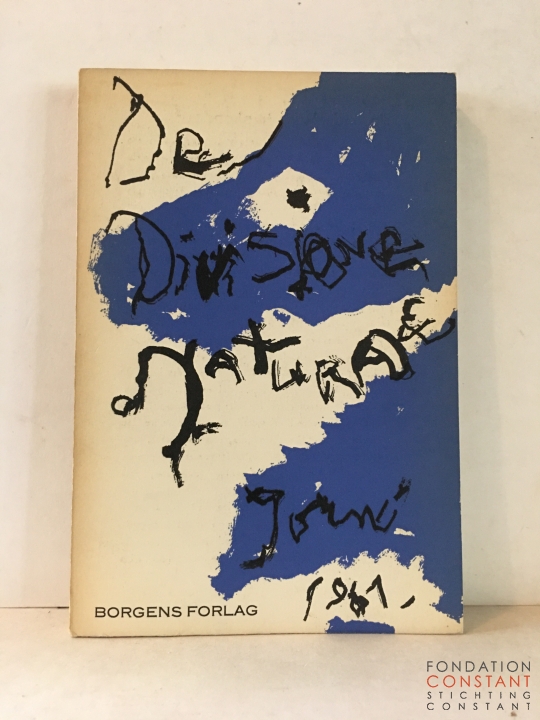 De
Divisione
Naturae
Jorn
1961.
BORGENS FORLAG
FONDATION
CONSTANT
STICHTING
CONSTANT